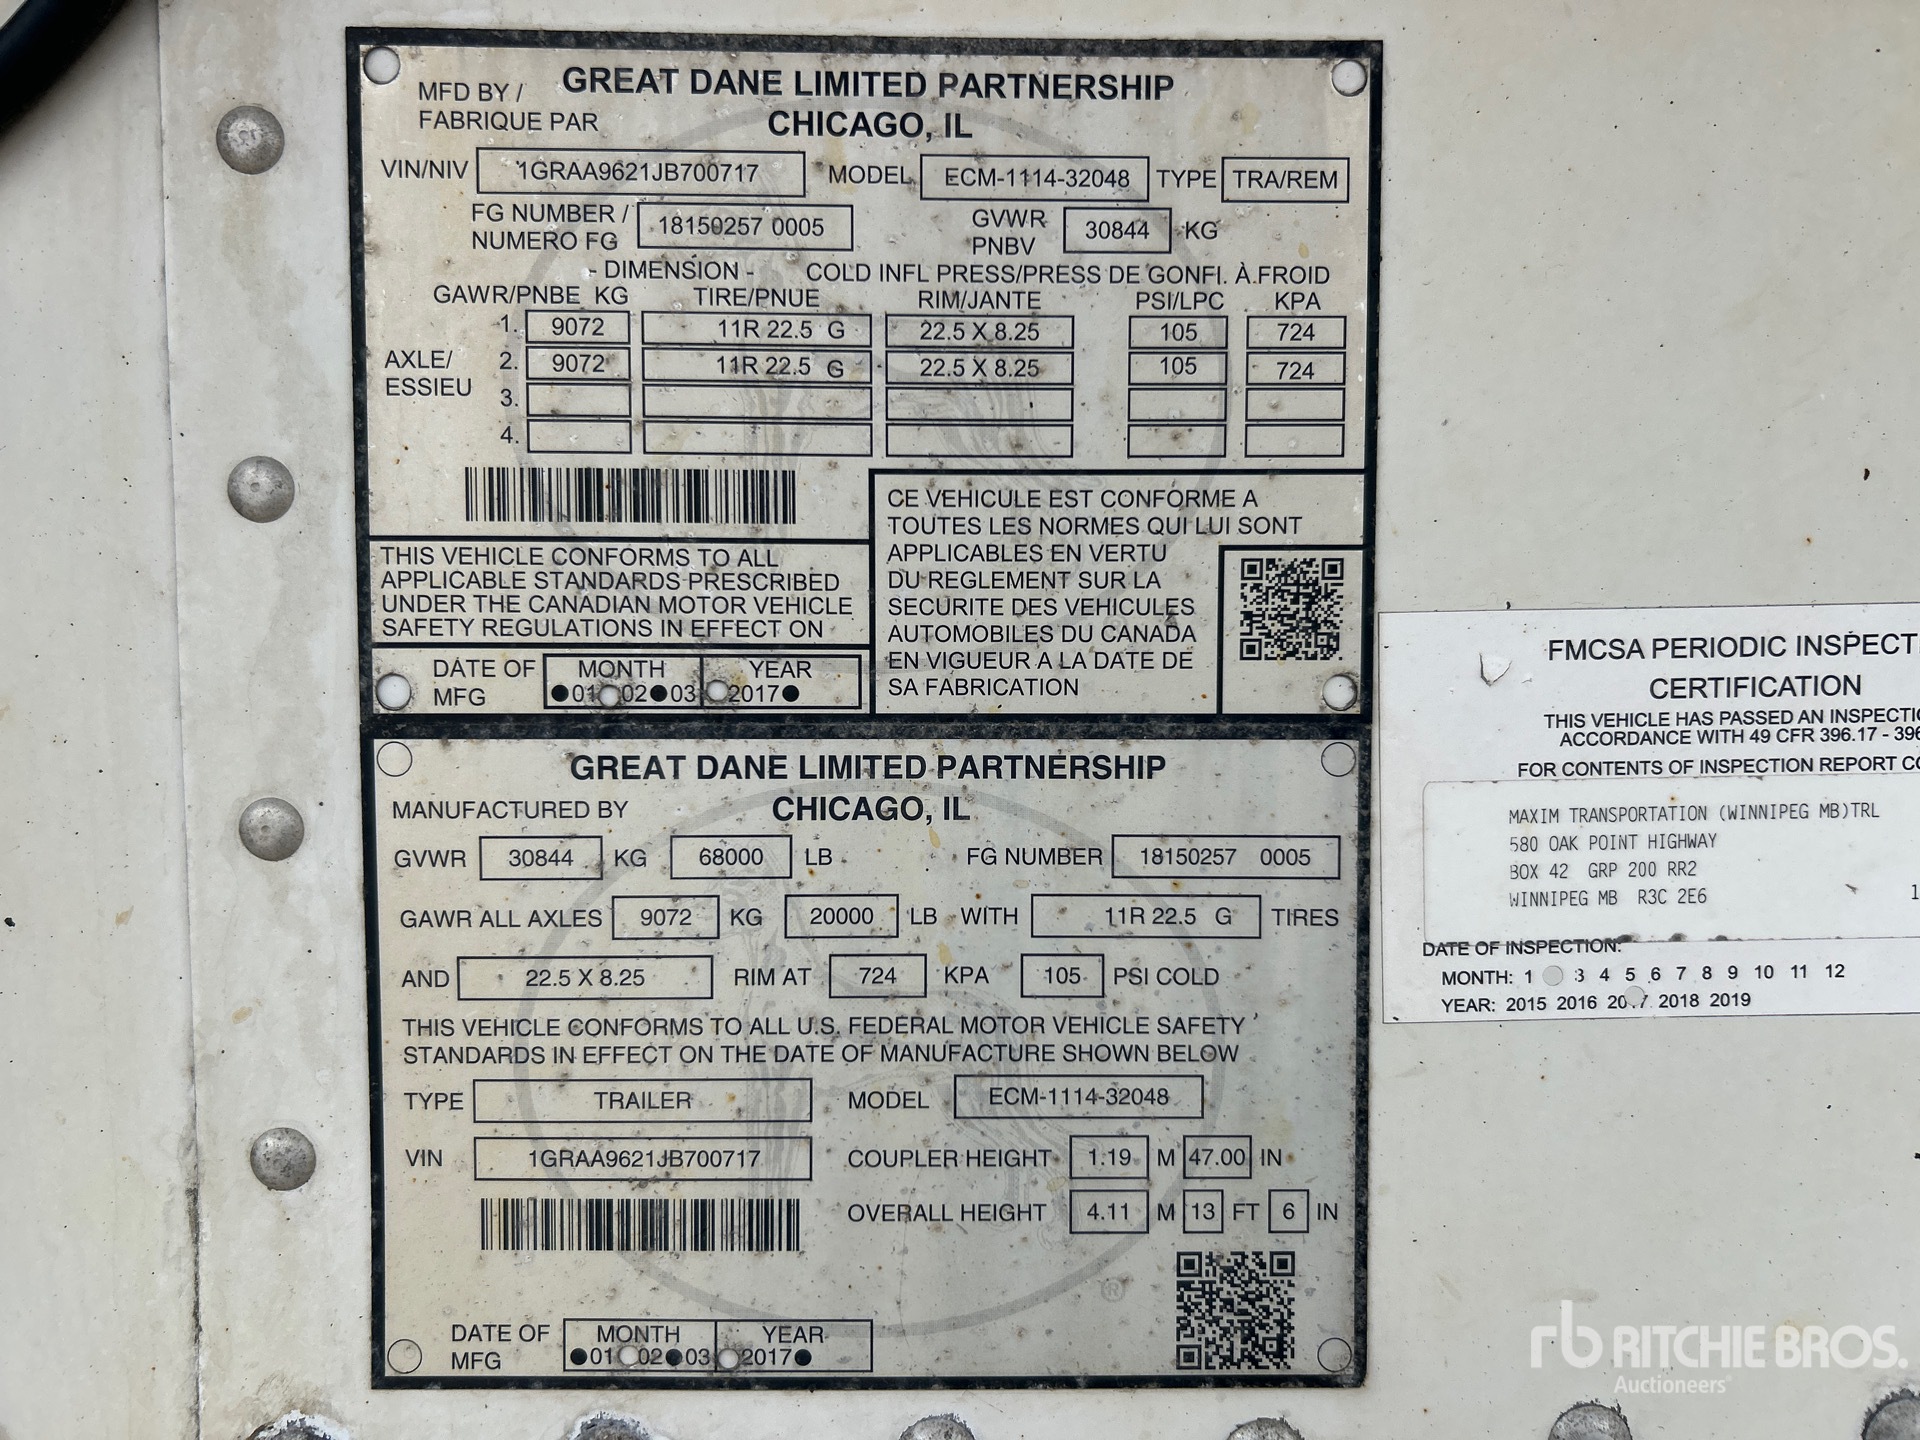 MFD BY / GREAT DANE LIMITED PARTNERSHIP
FABRIQUE PAR CHICAGO, IL
VIN/NIV 1GRAA9621JB700717 MODEL ECM-1114-32048 TYPE TRA/REM
FG NUMBER / NUMERO FG 18150257 0005 GVWR PNBV 30844 KG
- DIMENSION - COLD INFL PRESS/PRESS DE GONFL. À FROID
GAWR/PNBE KG TIRE/PNUE RIM/JANTE PSI/LPC KPA
AXLE/ ESSIEU
1. 9072 11R 22.5 G 22.5 X 8.25 105 724
2. 9072 11R 22.5 G 22.5 X 8.25 105 724
3.
4.
THIS VEHICLE CONFORMS TO ALL
APPLICABLE STANDARDS PRESCRIBED
UNDER THE CANADIAN MOTOR VEHICLE
SAFETY REGULATIONS IN EFFECT ON
DATE OF MFG MONTH YEAR
01 02 03 2017
CE VEHICULE EST CONFORME A
TOUTES LES NORMES QUI LUI SONT
APPLICABLES EN VERTU
DU REGLEMENT SUR LA
SECURITE DES VEHICULES
AUTOMOBILES DU CANADA
EN VIGUEUR A LA DATE DE
SA FABRICATION
GREAT DANE LIMITED PARTNERSHIP
MANUFACTURED BY CHICAGO, IL
GVWR 30844 KG 68000 LB FG NUMBER 18150257 0005
GAWR ALL AXLES 9072 KG 20000 LB WITH 11R 22.5 G TIRES
AND 22.5 X 8.25 RIM AT 724 KPA 105 PSI COLD
THIS VEHICLE CONFORMS TO ALL U.S. FEDERAL MOTOR VEHICLE SAFETY
STANDARDS IN EFFECT ON THE DATE OF MANUFACTURE SHOWN BELOW
TYPE TRAILER MODEL ECM-1114-32048
VIN 1GRAA9621JB700717 COUPLER HEIGHT 1.19 M 47.00 IN
OVERALL HEIGHT 4.11 M 13 FT 6 IN
®
DATE OF MFG MONTH YEAR
01 02 03 2017
FMCSA PERIODIC INSPECTI
CERTIFICATION
THIS VEHICLE HAS PASSED AN INSPECTIO
ACCORDANCE WITH 49 CFR 396.17 - 396
FOR CONTENTS OF INSPECTION REPORT CO
MAXIM TRANSPORTATION (WINNIPEG MB)TRL
580 OAK POINT HIGHWAY
BOX 42 GRP 200 RR2
WINNIPEG MB R3C 2E6 1
DATE OF INSPECTION:
MONTH: 1 3 4 5 6 7 8 9 10 11 12
YEAR: 2015 2016 2017 2018 2019
rb RITCHIE BROS.
Auctioneers